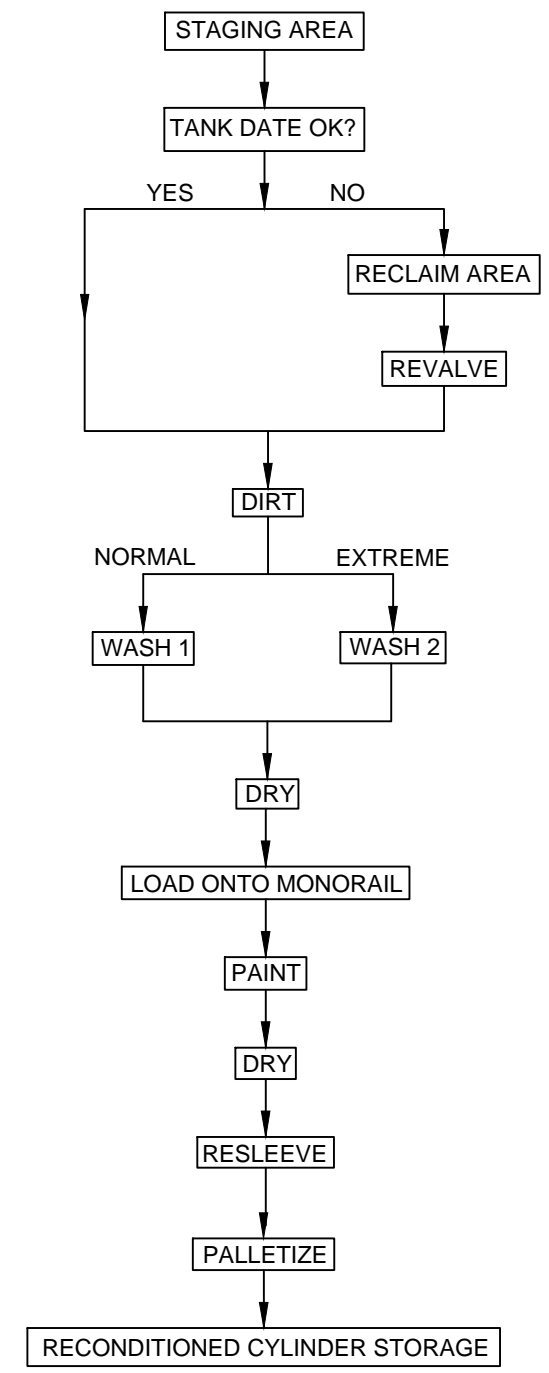 STAGING AREA
TANK DATE OK?
YES
NO
RECLAIM AREA
REVALVE
DIRT
NORMAL
EXTREME
WASH 1
WASH 2
DRY
LOAD ONTO MONORAIL
PAINT
DRY
RESLEEVE
PALLETIZE
RECONDITIONED CYLINDER STORAGE